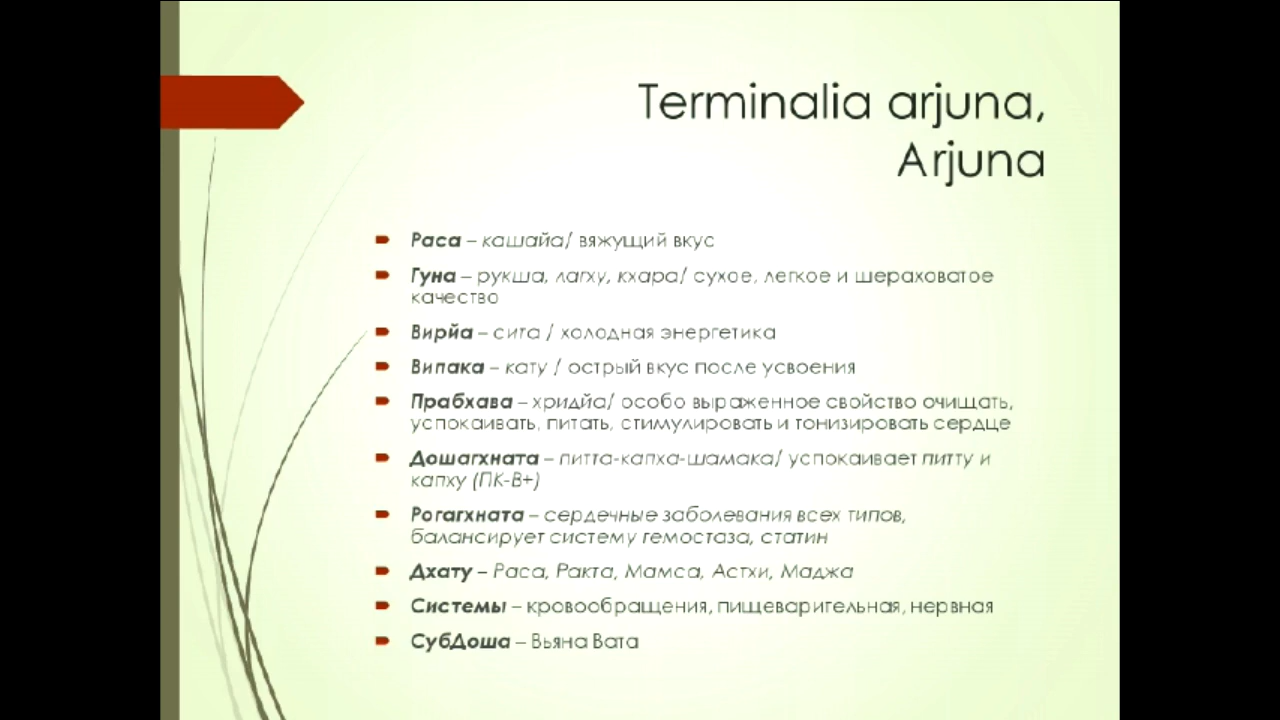 Terminalia arjuna,
Arjuna
Раса – кашайа/ вяжущий вкус
Гуна – рукша, лагху, кхара/ сухое, легкое и шероховатое
качество
Вирйа – сита / холодная энергетика
Випака – кату / острый вкус после усвоения
Прабхава – хридйа/ особо выраженное свойство очищать,
успокаивать, питать, стимулировать и тонизировать сердце
Дошагхната – питта-капха-шамака/ успокаивает питту и
капху (ПК-В+)
Рогагхната – сердечные заболевания всех типов,
балансирует систему гемостаза, статин
Дхату – Раса, Ракта, Мамса, Астхи, Маджа
Системы – кровообращения, пищеварительная, нервная
СубДоша – Вьяна Вата